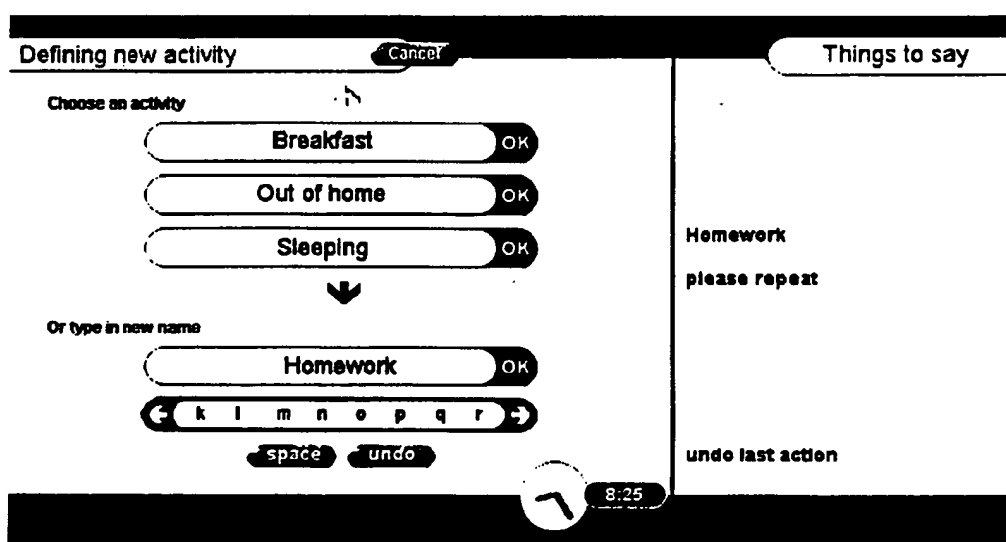 Defining new activity
Cancel
Things to say
Choose an activity
Breakfast OK
Out of home OK
Sleeping OK
Homework
please repeat
Or type in new name
Homework OK
k l m n o p q r
space undo
undo last action
8:25